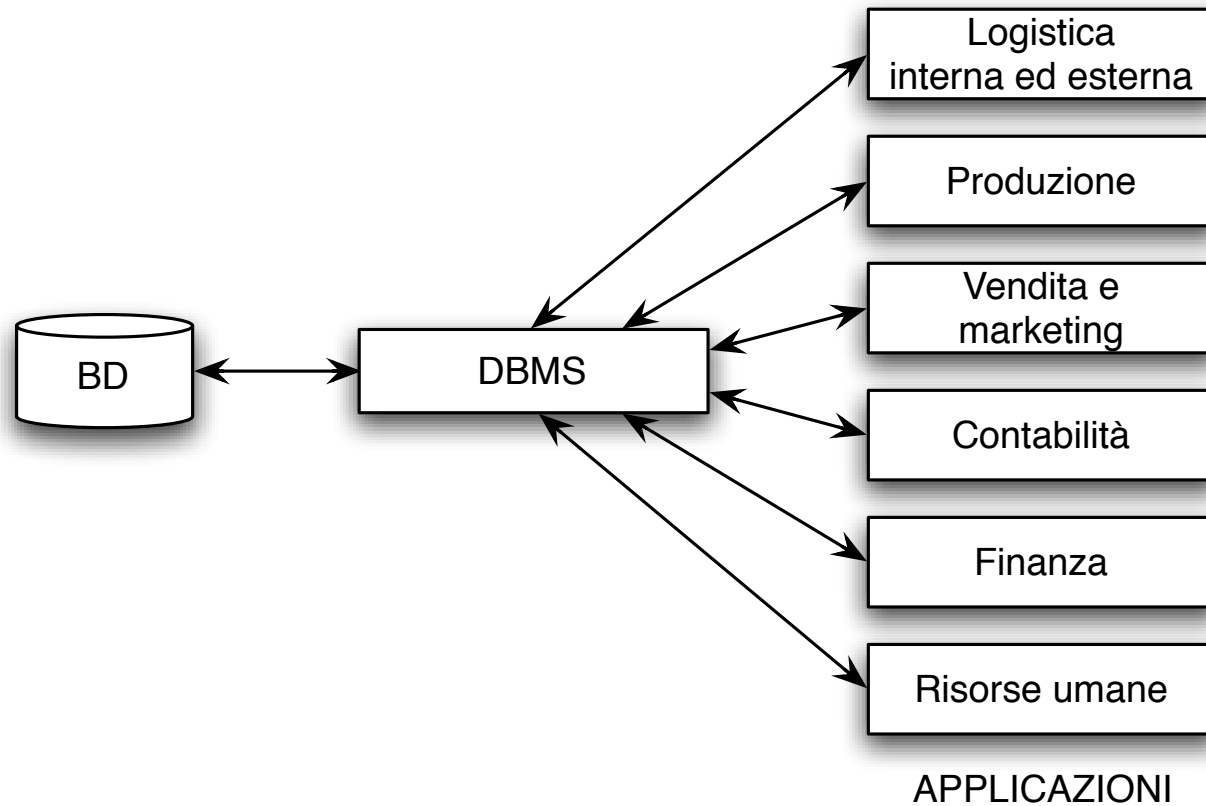 Logistica
interna ed esterna
Produzione
Vendita e
marketing
BD
DBMS
Contabilità
Finanza
Risorse umane
APPLICAZIONI